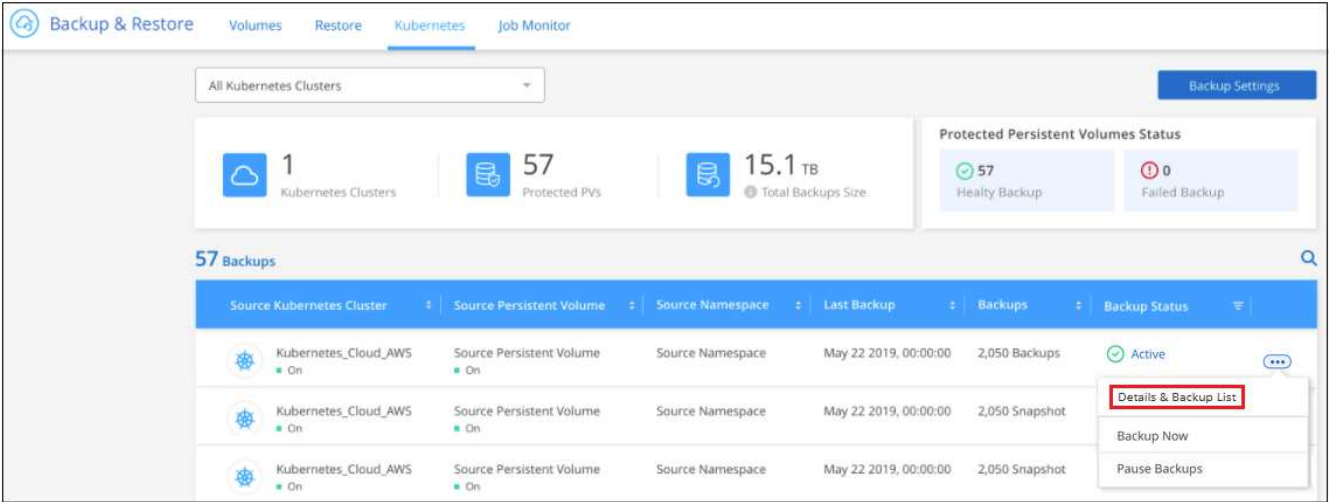 Backup & Restore Volumes Restore Kubernetes Job Monitor
All Kubernetes Clusters
Backup Settings
1
Kubernetes Clusters
57
Protected PVs
15.1 TB
Total Backups Size
Protected Persistent Volumes Status
57
Healty Backup
0
Failed Backup
57 Backups
Source Kubernetes Cluster Source Persistent Volume Source Namespace Last Backup Backups Backup Status
Kubernetes_Cloud_AWS Source Persistent Volume Source Namespace May 22 2019, 00:00:00 2,050 Backups Active
On On
Details & Backup List
Kubernetes_Cloud_AWS Source Persistent Volume Source Namespace May 22 2019, 00:00:00 2,050 Snapshot
On On
Backup Now
Kubernetes_Cloud_AWS Source Persistent Volume Source Namespace May 22 2019, 00:00:00 2,050 Snapshot
On On
Pause Backups